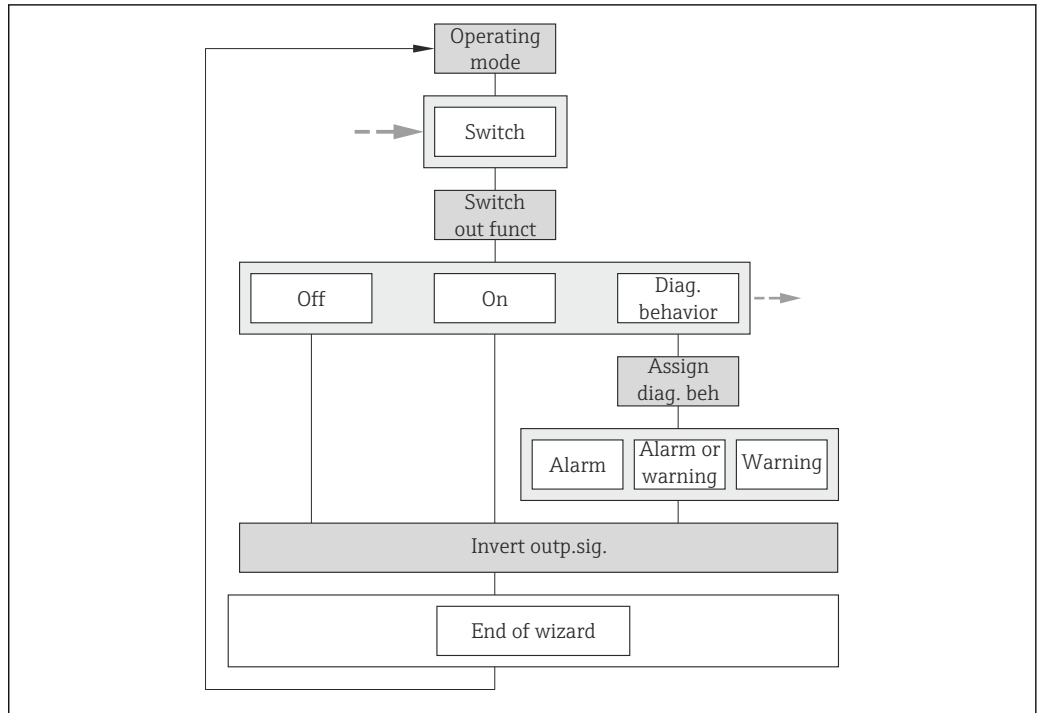 Operating
mode
Switch
Switch
out funct
Off
On
Diag.
behavior
Assign
diag. beh
Alarm
Alarm or
warning
Warning
Invert outp.sig.
End of wizard